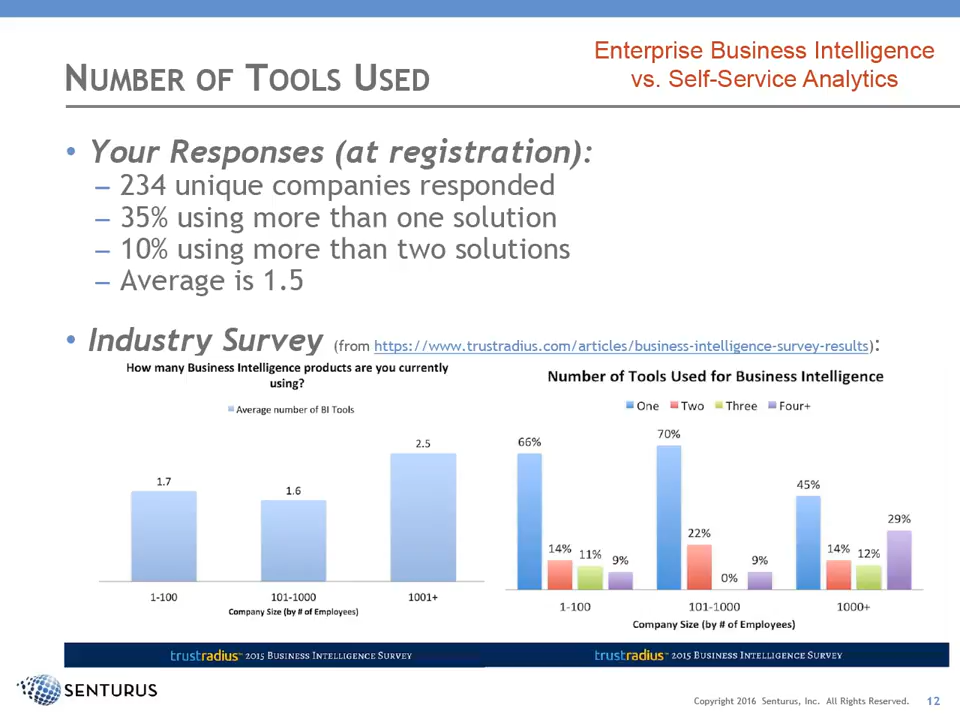 Enterprise Business Intelligence
vs. Self-Service Analytics
NUMBER OF TOOLS USED
• Your Responses (at registration):
– 234 unique companies responded
– 35% using more than one solution
– 10% using more than two solutions
– Average is 1.5
• Industry Survey (from https://www.trustradius.com/articles/business-intelligence-survey-results):
How many Business Intelligence products are you currently
using?
Average number of BI Tools
1.7
1.6
2.5
1-100
101-1000
1001+
Company Size (by # of Employees)
trustradius™ 2015 BUSINESS INTELLIGENCE SURVEY
Number of Tools Used for Business Intelligence
One Two Three Four+
66%
14%
11%
9%
70%
22%
0%
9%
45%
14%
12%
29%
1-100
101-1000
1000+
Company Size (by # of Employees)
trustradius™ 2015 BUSINESS INTELLIGENCE SURVEY
SENTURUS
Copyright 2016 Senturus, Inc. All Rights Reserved.
12